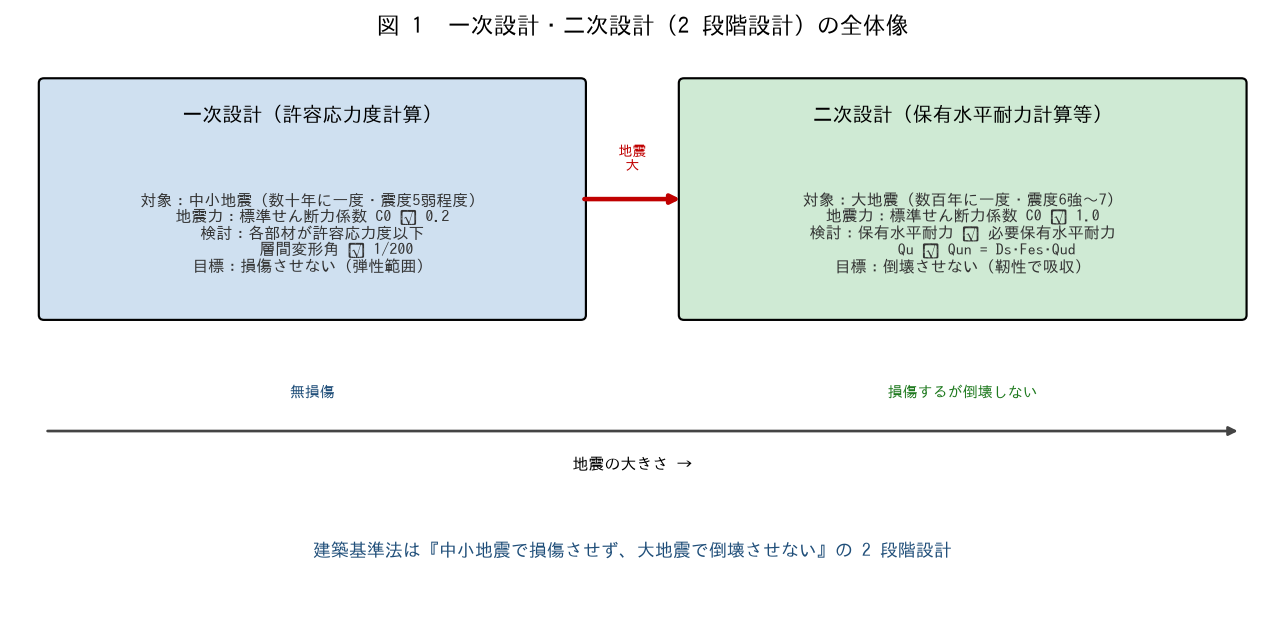 図 1　一次設計・二次設計（2 段階設計）の全体像
一次設計（許容応力度計算）
対象：中小地震（数十年に一度・震度5弱程度）
地震力：標準せん断力係数 C0 ☑ 0.2
検討：各部材が許容応力度以下
層間変形角 ☑ 1/200
目標：損傷させない（弾性範囲）
地震
大
二次設計（保有水平耐力計算等）
対象：大地震（数百年に一度・震度6強～7）
地震力：標準せん断力係数 C0 ☑ 1.0
検討：保有水平耐力 ☑ 必要保有水平耐力
Qu ☑ Qun = Ds·Fes·Qud
目標：倒壊させない（靭性で吸収）
無損傷
損傷するが倒壊しない
地震の大きさ →
建築基準法は『中小地震で損傷させず、大地震で倒壊させない』の 2 段階設計